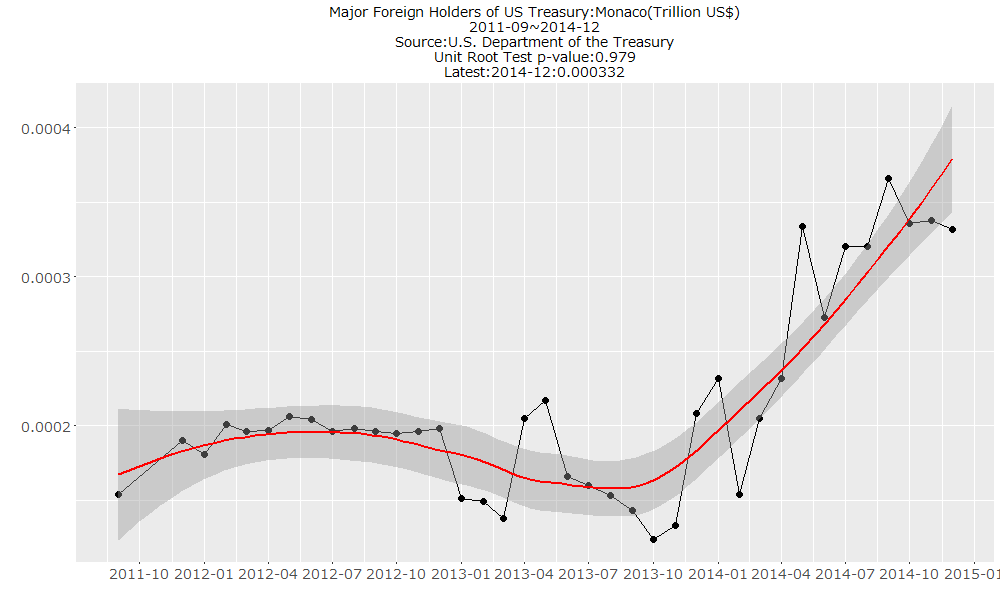 Major Foreign Holders of US Treasury:Monaco(Trillion US$)
2011-09~2014-12
Source:U.S. Department of the Treasury
Unit Root Test p-value:0.979
Latest:2014-12:0.000332
0.0004
0.0003
0.0002
2011-10 2012-01 2012-04 2012-07 2012-10 2013-01 2013-04 2013-07 2013-10 2014-01 2014-04 2014-07 2014-10 2015-01